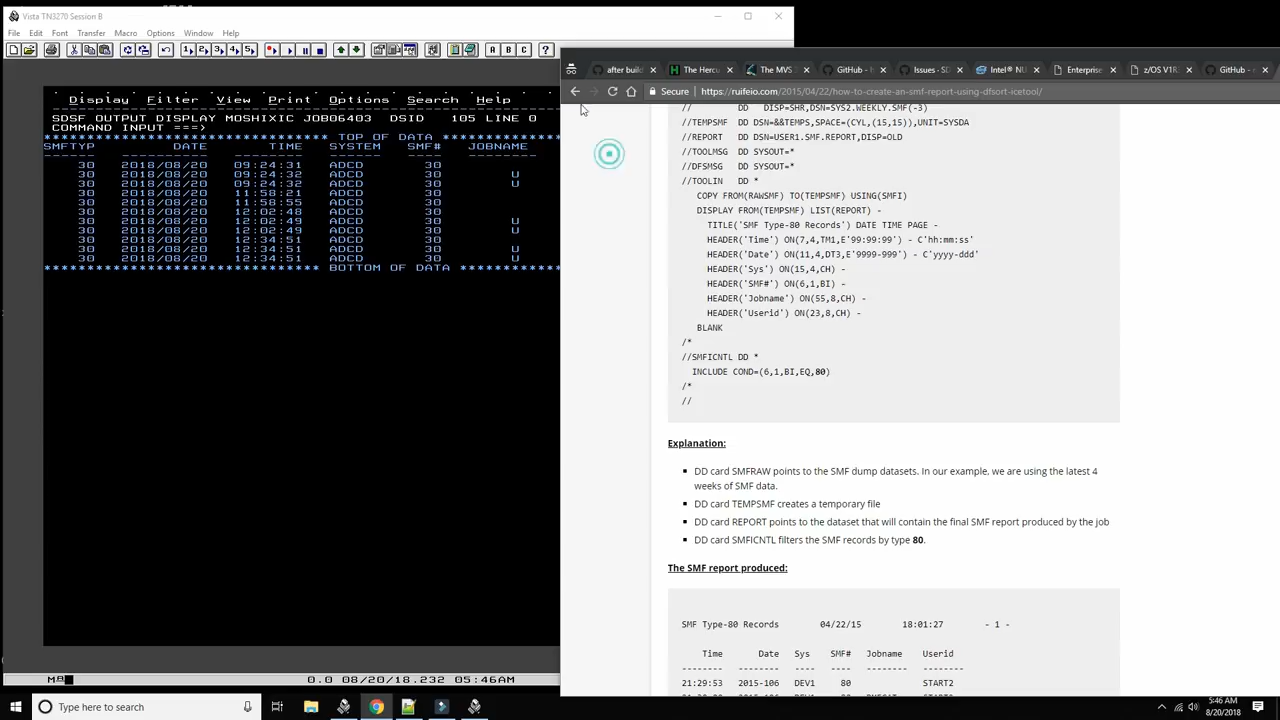 Vista TN3270 Session B
File Edit Font Transfer Macro Options Window Help
Display Filter View Print Options Search Help
SDSF OUTPUT DISPLAY MOSHIXIC JOB06403 DSID 105 LINE 0
COMMAND INPUT ===>
******************************** TOP OF DATA *************
SMFTYP DATE TIME SYSTEM SMF# JOBNAME
30 2018/08/20 09:24:31 ADCD 30
30 2018/08/20 09:24:32 ADCD 30 U
30 2018/08/20 09:24:32 ADCD 30 U
30 2018/08/20 11:58:21 ADCD 30
30 2018/08/20 11:58:55 ADCD 30
30 2018/08/20 12:02:48 ADCD 30
30 2018/08/20 12:02:49 ADCD 30 U
30 2018/08/20 12:02:49 ADCD 30 U
30 2018/08/20 12:34:51 ADCD 30
30 2018/08/20 12:34:51 ADCD 30 U
30 2018/08/20 12:34:51 ADCD 30 U
******************************* BOTTOM OF DATA ************
0.0 08/20/18.232 05:46AM
after build The Hercu The MVS GitHub - Issues - SD Intel® NU Enterprise z/OS V1R GitHub -
Secure https://ruifeio.com/2015/04/22/how-to-create-an-smf-report-using-dfsort-icetool/
// DD DISP=SHR,DSN=SYS2.WEEKLY.SMF(-3)
//TEMPSMF DD DSN=&&TEMPS,SPACE=(CYL,(15,15)),UNIT=SYSDA
//REPORT DD DSN=USER1.SMF.REPORT,DISP=OLD
//TOOLMSG DD SYSOUT=*
//DFSMSG DD SYSOUT=*
//TOOLIN DD *
COPY FROM(RAWSMF) TO(TEMPSMF) USING(SMFI)
DISPLAY FROM(TEMPSMF) LIST(REPORT) -
TITLE('SMF Type-80 Records') DATE TIME PAGE -
HEADER('Time') ON(7,4,TM1,E'99:99:99') - C'hh:mm:ss'
HEADER('Date') ON(11,4,DT3,E'9999-999') - C'yyyy-ddd'
HEADER('Sys') ON(15,4,CH) -
HEADER('SMF#') ON(6,1,BI) -
HEADER('Jobname') ON(55,8,CH) -
HEADER('Userid') ON(23,8,CH) -
BLANK
/*
//SMFICNTL DD *
INCLUDE COND=(6,1,BI,EQ,80)
/*
//
Explanation:
DD card SMFRAW points to the SMF dump datasets. In our example, we are using the latest 4
weeks of SMF data.
DD card TEMPSMF creates a temporary file
DD card REPORT points to the dataset that will contain the final SMF report produced by the job
DD card SMFICNTL filters the SMF records by type 80.
The SMF report produced:
SMF Type-80 Records 04/22/15 18:01:27 - 1 -
Time Date Sys SMF# Jobname Userid
-------- -------- ---- ---- -------- --------
21:29:53 2015-106 DEV1 80 START2
Type here to search
5:46 AM
8/20/2018